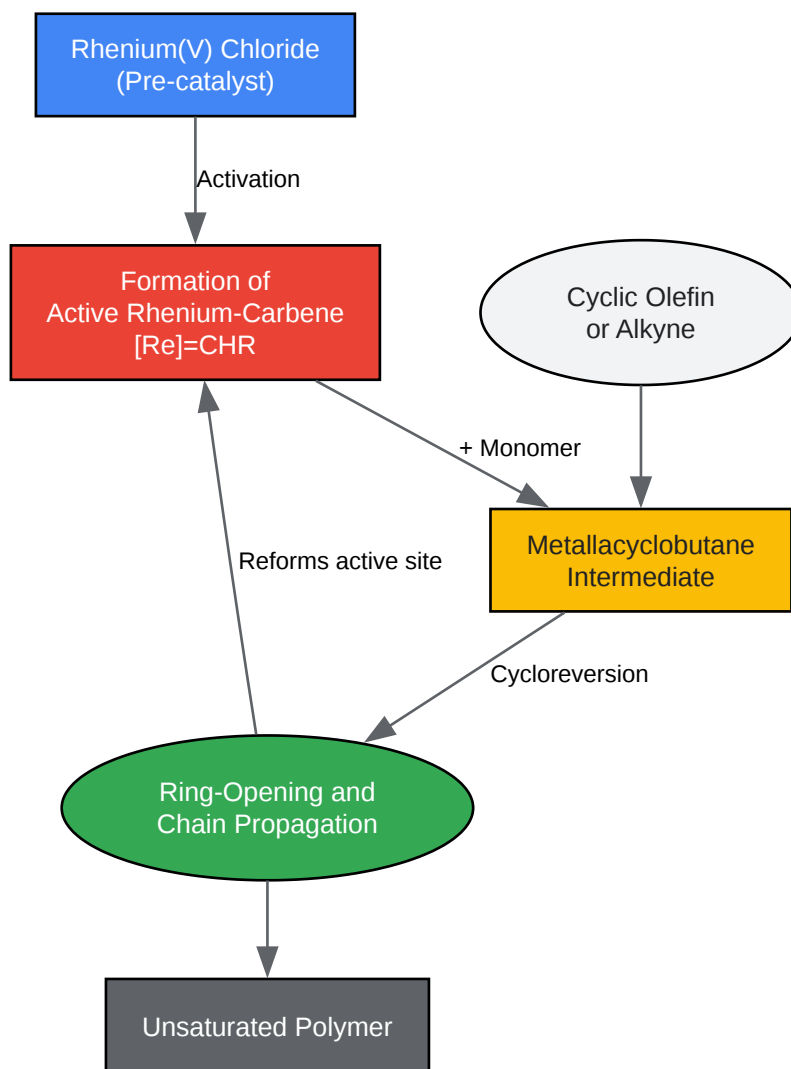 Rhenium(V) Chloride
(Pre-catalyst)
Activation
Formation of
Active Rhenium-Carbene
[Re]=CHR
Cyclic Olefin
or Alkyne
+ Monomer
Metallacyclobutane
Intermediate
Reforms active site
Cycloreversion
Ring-Opening and
Chain Propagation
Unsaturated Polymer